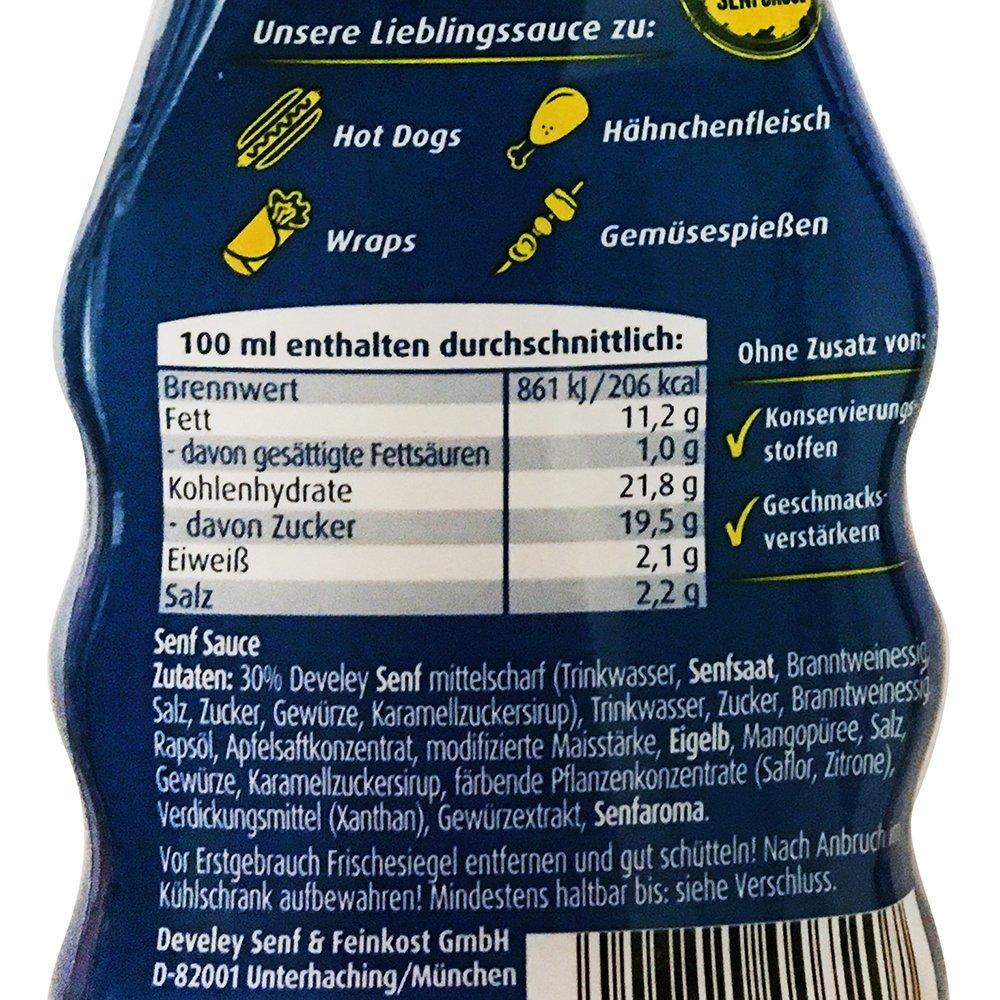 Unsere Lieblingssauce zu:
Hot Dogs
Hähnchenfleisch
Wraps
Gemüsespießen
100 ml enthalten durchschnittlich:
Brennwert 861 kJ/206 kcal
Fett 11,2 g
- davon gesättigte Fettsäuren 1,0 g
Kohlenhydrate 21,8 g
- davon Zucker 19,5 g
Eiweiß 2,1 g
Salz 2,2 g
Ohne Zusatz von:
Konservierungs-
stoffen
Geschmacks-
verstärkern
Senf Sauce
Zutaten: 30% Develey Senf mittelscharf (Trinkwasser, Senfsaat, Branntweinessig,
Salz, Zucker, Gewürze, Karamellzuckersirup), Trinkwasser, Zucker, Branntweinessig,
Rapsöl, Apfelsaftkonzentrat, modifizierte Maisstärke, Eigelb, Mangopüree, Salz,
Gewürze, Karamellzuckersirup, färbende Pflanzenkonzentrate (Saflor, Zitrone),
Verdickungsmittel (Xanthan), Gewürzextrakt, Senfaroma.
Vor Erstgebrauch Frischesiegel entfernen und gut schütteln! Nach Anbruch
Kühlschrank aufbewahren! Mindestens haltbar bis: siehe Verschluss.
Develey Senf & Feinkost GmbH
D-82001 Unterhaching/München